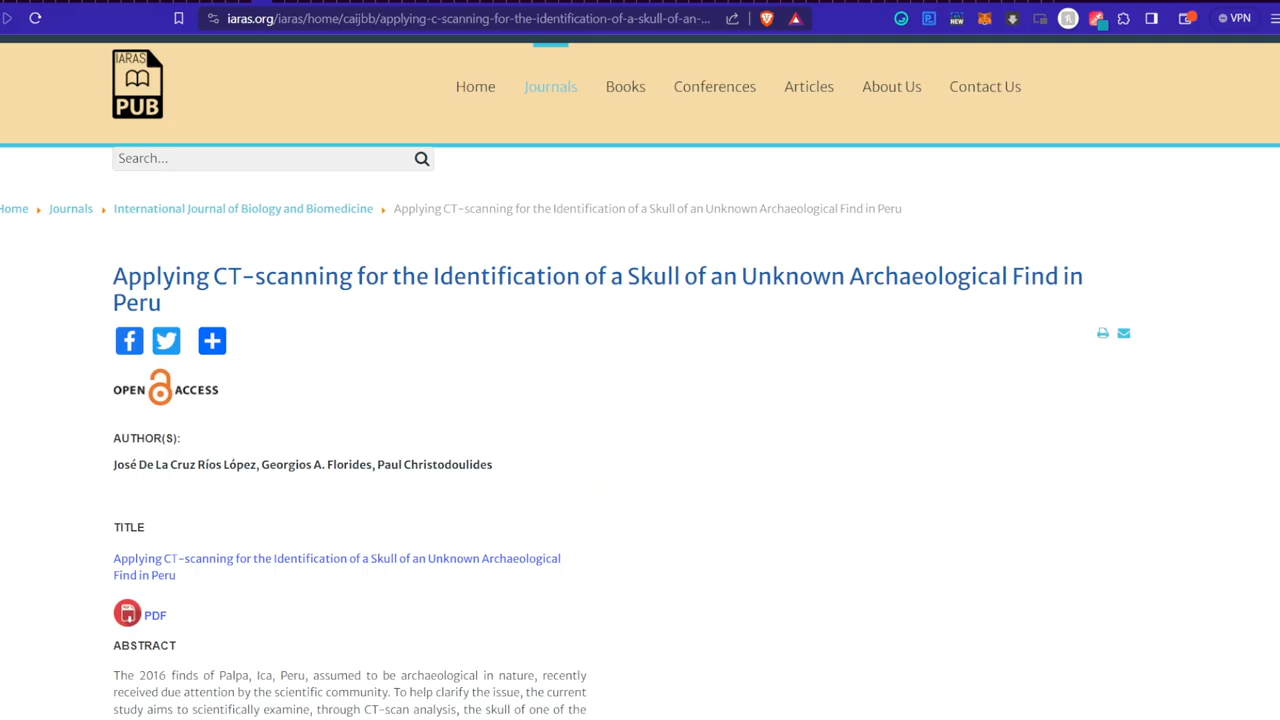 iaras.org/iaras/home/caijbb/applying-c-scanning-for-the-identification-of-a-skull-of-an-...
NEW
VPN
IARAS
PUB
Home
Journals
Books
Conferences
Articles
About Us
Contact Us
Search...
Home
Journals
International Journal of Biology and Biomedicine
Applying CT-scanning for the Identification of a Skull of an Unknown Archaeological Find in Peru
Applying CT-scanning for the Identification of a Skull of an Unknown Archaeological Find in
Peru
OPEN ACCESS
AUTHOR(S):
José De La Cruz Ríos López, Georgios A. Florides, Paul Christodoulides
TITLE
Applying CT-scanning for the Identification of a Skull of an Unknown Archaeological
Find in Peru
PDF
ABSTRACT
The 2016 finds of Palpa, Ica, Peru, assumed to be archaeological in nature, recently
received due attention by the scientific community. To help clarify the issue, the current
study aims to scientifically examine, through CT-scan analysis, the skull of one of the